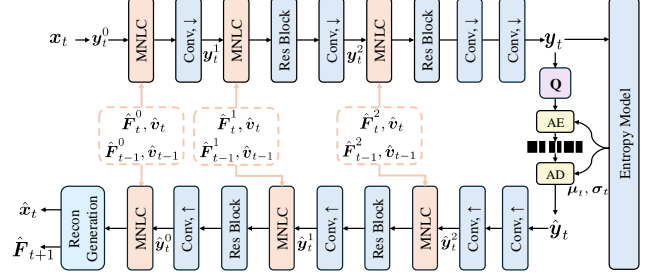 x_t
y_t^0
MNLC
Conv, ↓
y_t^1
MNLC
Res Block
Conv, ↓
y_t^2
MNLC
Res Block
Conv, ↓
Conv, ↓
y_t
Entropy Model
Q
AE
AD
μ_t, σ_t
F̂_t^0, v̂_t
F̂_{t-1}^0, v̂_{t-1}
F̂_t^1, v̂_t
F̂_{t-1}^1, v̂_{t-1}
F̂_t^2, v̂_t
F̂_{t-1}^2, v̂_{t-1}
x̂_t
F̂_{t+1}
Recon
Generation
MNLC
ŷ_t^0
Conv, ↑
Res Block
MNLC
ŷ_t^1
Conv, ↑
Res Block
MNLC
ŷ_t^2
Conv, ↑
Conv, ↑
ŷ_t